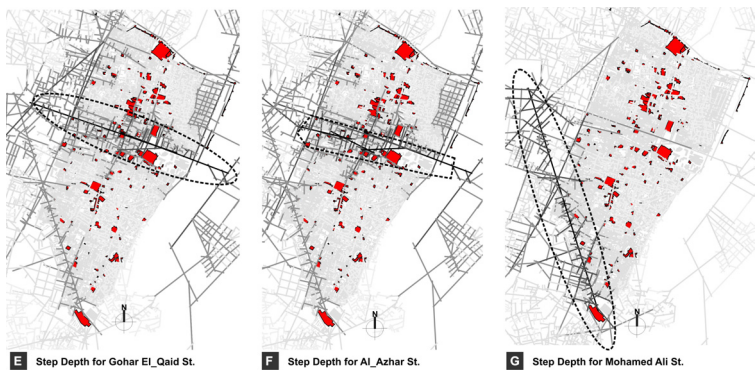 N
N
N
E Step Depth for Gohar El_Qaid St.
F Step Depth for Al_Azhar St.
G Step Depth for Mohamed Ali St.